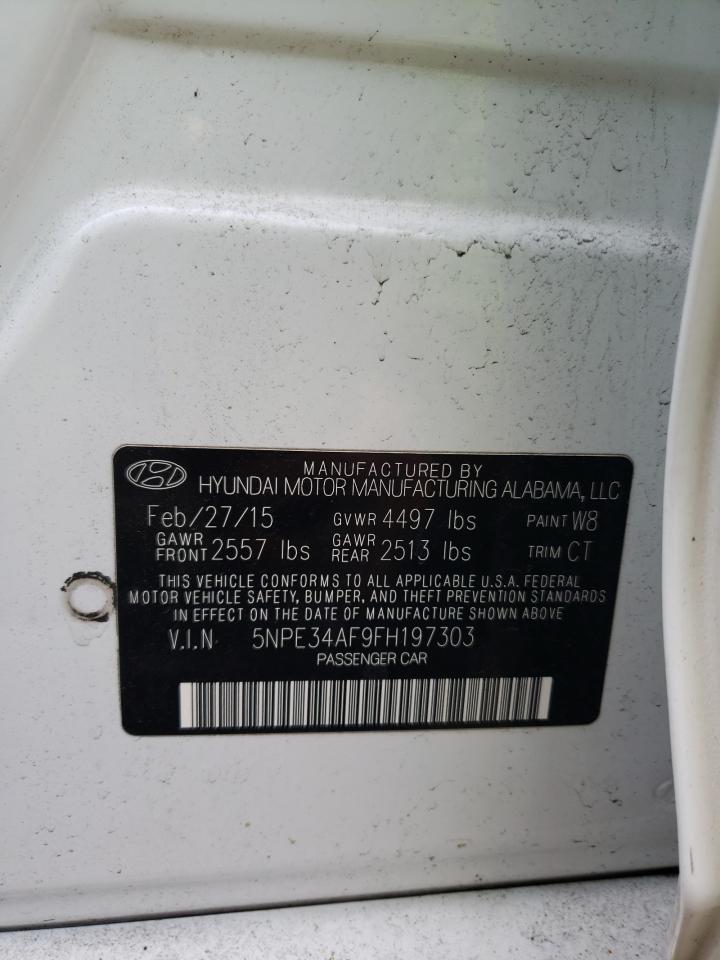 MANUFACTURED BY
HYUNDAI MOTOR MANUFACTURING ALABAMA, LLC
Feb/27/15 GVWR 4497 lbs PAINT W8
GAWR FRONT 2557 lbs GAWR REAR 2513 lbs TRIM CT
THIS VEHICLE CONFORMS TO ALL APPLICABLE U.S.A. FEDERAL
MOTOR VEHICLE SAFETY, BUMPER, AND THEFT PREVENTION STANDARDS
IN EFFECT ON THE DATE OF MANUFACTURE SHOWN ABOVE
V.I.N 5NPE34AF9FH197303
PASSENGER CAR